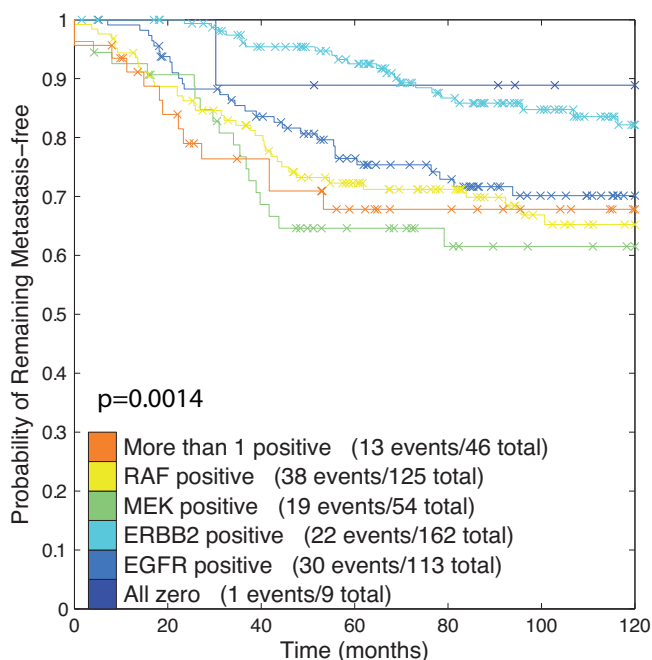 1
0.9
0.8
0.7
0.6
0.5
0.4
0.3
0.2
0.1
0
Probability of Remaining Metastasis-free
p=0.0014
More than 1 positive (13 events/46 total)
RAF positive (38 events/125 total)
MEK positive (19 events/54 total)
ERBB2 positive (22 events/162 total)
EGFR positive (30 events/113 total)
All zero (1 events/9 total)
0 20 40 60 80 100 120
Time (months)